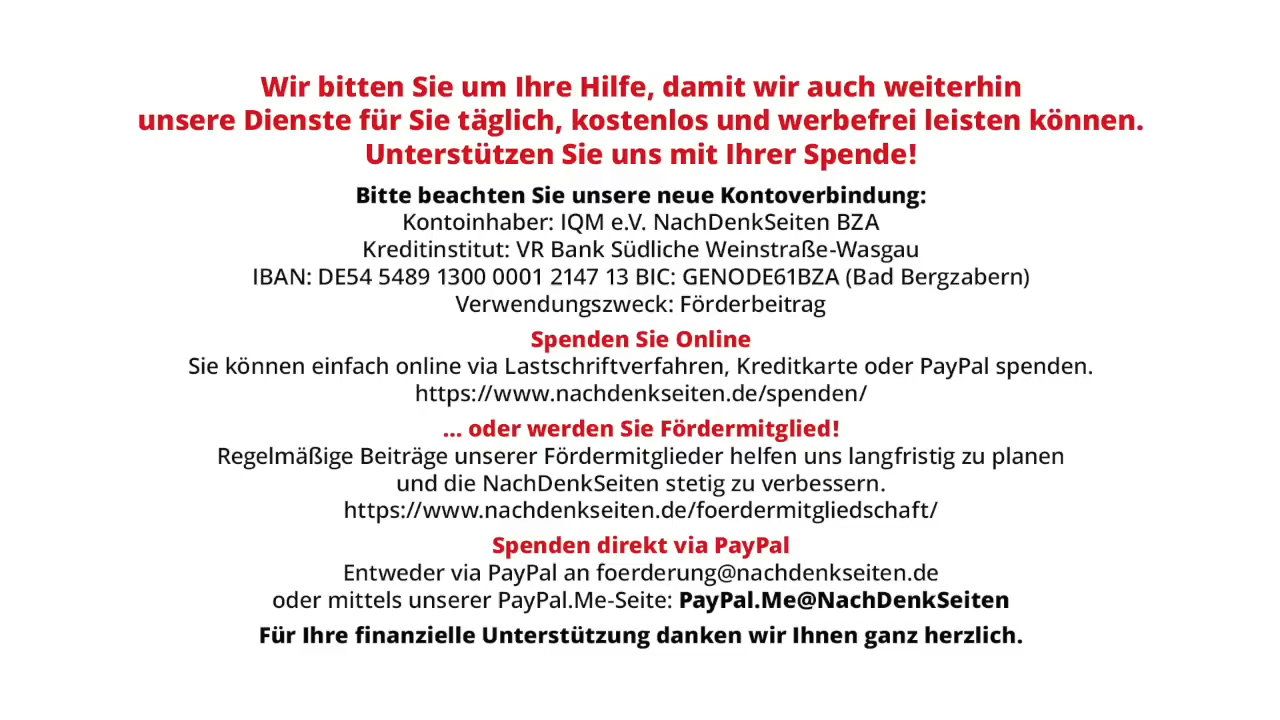 Wir bitten Sie um Ihre Hilfe, damit wir auch weiterhin
unsere Dienste für Sie täglich, kostenlos und werbefrei leisten können.
Unterstützen Sie uns mit Ihrer Spende!
Bitte beachten Sie unsere neue Kontoverbindung:
Kontoinhaber: IQM e.V. NachDenkSeiten BZA
Kreditinstitut: VR Bank Südliche Weinstraße-Wasgau
IBAN: DE54 5489 1300 0001 2147 13 BIC: GENODE61BZA (Bad Bergzabern)
Verwendungszweck: Förderbeitrag
Spenden Sie Online
Sie können einfach online via Lastschriftverfahren, Kreditkarte oder PayPal spenden.
https://www.nachdenkseiten.de/spenden/
... oder werden Sie Fördermitglied!
Regelmäßige Beiträge unserer Fördermitglieder helfen uns langfristig zu planen
und die NachDenkSeiten stetig zu verbessern.
https://www.nachdenkseiten.de/foerdermitgliedschaft/
Spenden direkt via PayPal
Entweder via PayPal an foerderung@nachdenkseiten.de
oder mittels unserer PayPal.Me-Seite: PayPal.Me@NachDenkSeiten
Für Ihre finanzielle Unterstützung danken wir Ihnen ganz herzlich.